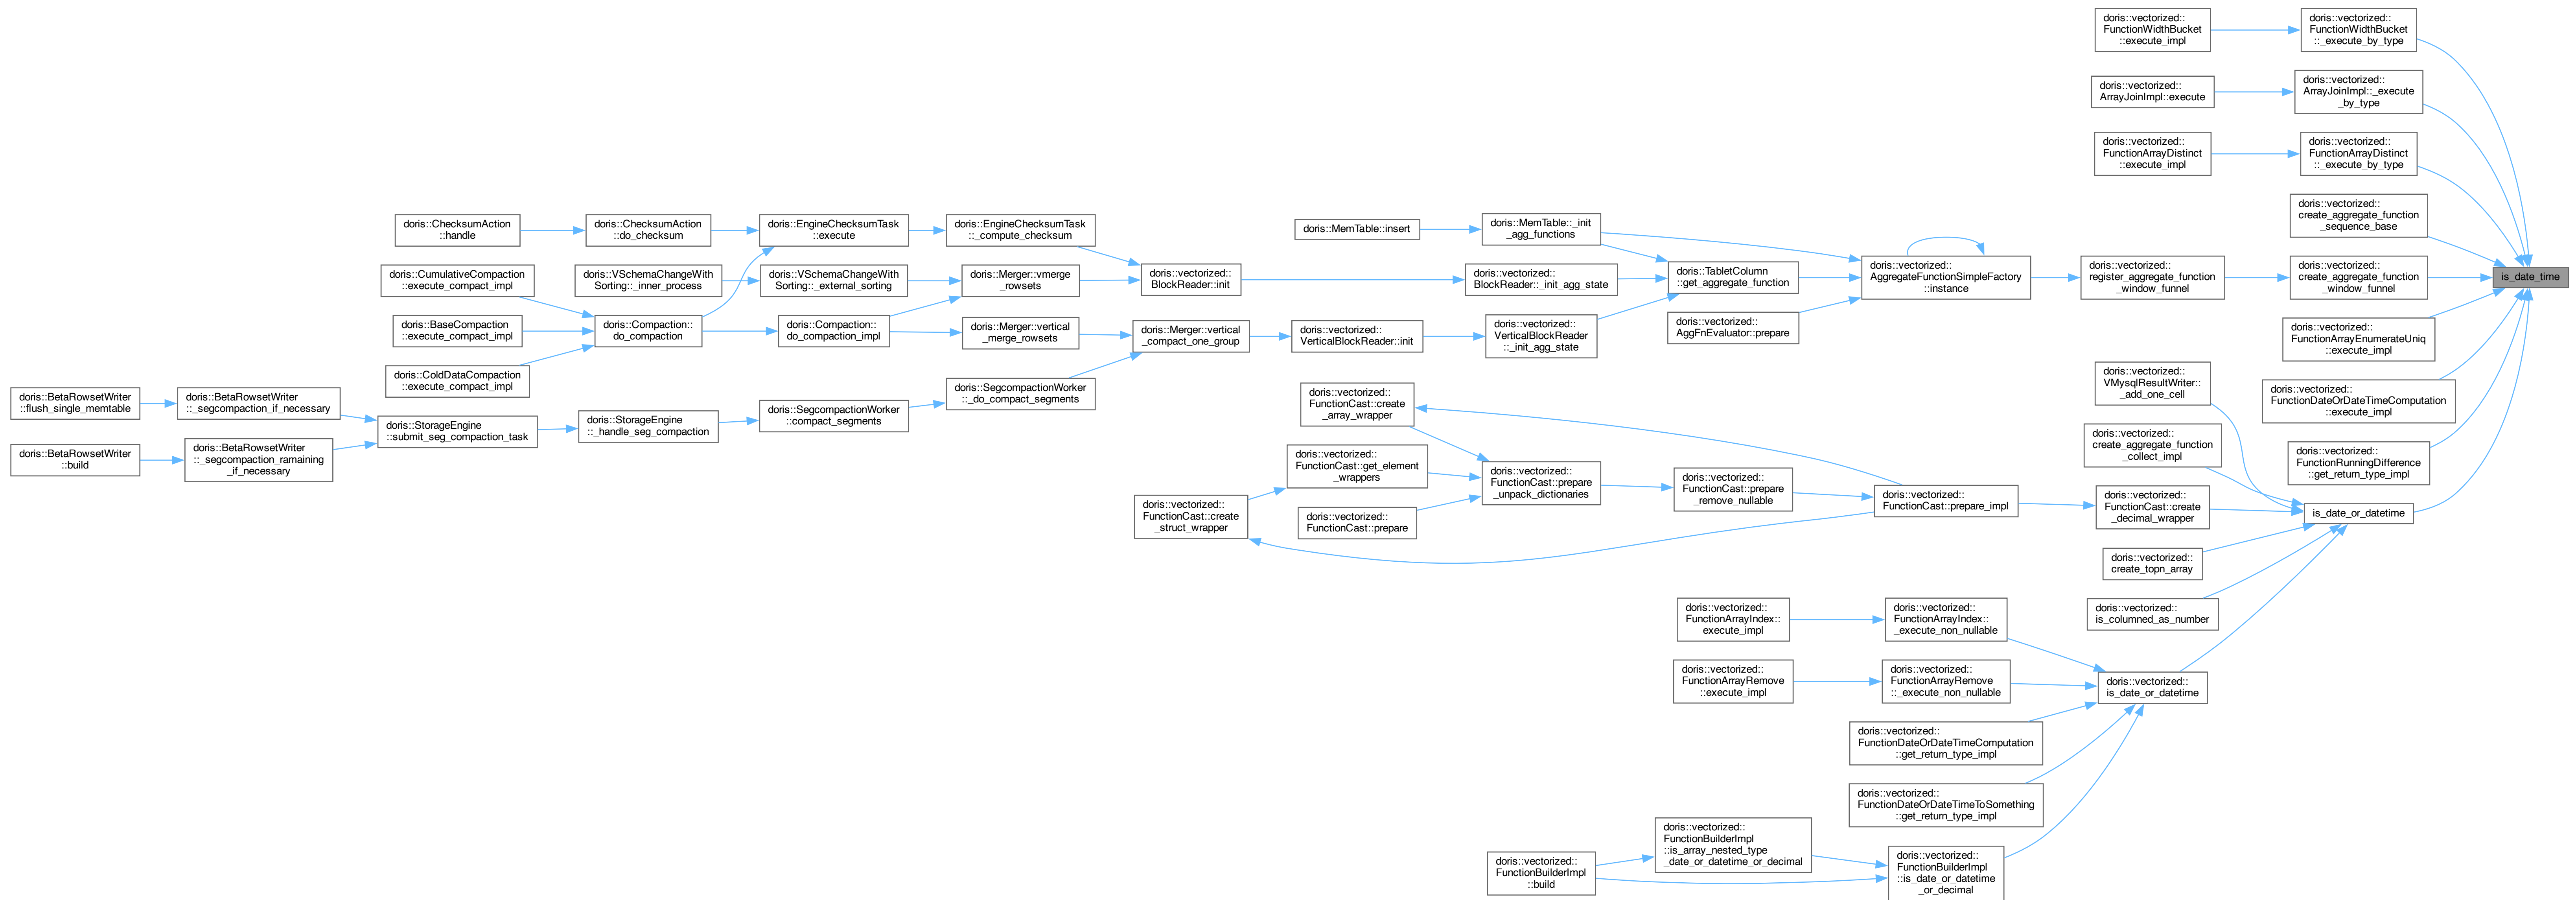 doris::vectorized::
FunctionWidthBucket
::execute_impl
doris::vectorized::
FunctionWidthBucket
::_execute_by_type
doris::vectorized::
ArrayJoinImpl::execute
doris::vectorized::
ArrayJoinImpl::_execute
_by_type
doris::vectorized::
FunctionArrayDistinct
::execute_impl
doris::vectorized::
FunctionArrayDistinct
::_execute_by_type
doris::vectorized::
create_aggregate_function
_sequence_base
doris::ChecksumAction
::handle
doris::ChecksumAction
::do_checksum
doris::EngineChecksumTask
::execute
doris::EngineChecksumTask
::_compute_checksum
doris::MemTable::insert
doris::MemTable::_init
_agg_functions
doris::CumulativeCompaction
::execute_compact_impl
doris::VSchemaChangeWith
Sorting::_inner_process
doris::VSchemaChangeWith
Sorting::_external_sorting
doris::Merger::vmerge
_rowsets
doris::vectorized::
BlockReader::init
doris::vectorized::
BlockReader::_init_agg_state
doris::TabletColumn
::get_aggregate_function
doris::vectorized::
AggregateFunctionSimpleFactory
::instance
doris::vectorized::
register_aggregate_function
_window_funnel
doris::vectorized::
create_aggregate_function
_window_funnel
is_date_time
doris::BaseCompaction
::execute_compact_impl
doris::Compaction::
do_compaction
doris::Compaction::
do_compaction_impl
doris::Merger::vertical
_merge_rowsets
doris::Merger::vertical
_compact_one_group
doris::vectorized::
VerticalBlockReader::init
doris::vectorized::
VerticalBlockReader
::_init_agg_state
doris::vectorized::
AggFnEvaluator::prepare
doris::vectorized::
FunctionArrayEnumerateUniq
::execute_impl
doris::ColdDataCompaction
::execute_compact_impl
doris::vectorized::
VMysqlResultWriter::
_add_one_cell
doris::vectorized::
FunctionDateOrDateTimeComputation
::execute_impl
doris::BetaRowsetWriter
::flush_single_memtable
doris::BetaRowsetWriter
::_segcompaction_if_necessary
doris::SegcompactionWorker
::_do_compact_segments
doris::vectorized::
FunctionCast::create
_array_wrapper
doris::StorageEngine
::submit_seg_compaction_task
doris::StorageEngine
::_handle_seg_compaction
doris::SegcompactionWorker
::compact_segments
doris::vectorized::
create_aggregate_function
_collect_impl
doris::BetaRowsetWriter
::build
doris::BetaRowsetWriter
::_segcompaction_ramaining
_if_necessary
doris::vectorized::
FunctionCast::get_element
_wrappers
doris::vectorized::
FunctionRunningDifference
::get_return_type_impl
doris::vectorized::
FunctionCast::prepare
_unpack_dictionaries
doris::vectorized::
FunctionCast::prepare
_remove_nullable
doris::vectorized::
FunctionCast::prepare_impl
doris::vectorized::
FunctionCast::create
_decimal_wrapper
is_date_or_datetime
doris::vectorized::
FunctionCast::create
_struct_wrapper
doris::vectorized::
FunctionCast::prepare
doris::vectorized::
create_topn_array
doris::vectorized::
is_columned_as_number
doris::vectorized::
FunctionArrayIndex::
execute_impl
doris::vectorized::
FunctionArrayIndex::
_execute_non_nullable
doris::vectorized::
FunctionArrayRemove
::execute_impl
doris::vectorized::
FunctionArrayRemove
::_execute_non_nullable
doris::vectorized::
is_date_or_datetime
doris::vectorized::
FunctionDateOrDateTimeComputation
::get_return_type_impl
doris::vectorized::
FunctionDateOrDateTimeToSomething
::get_return_type_impl
doris::vectorized::
FunctionBuilderImpl
::is_array_nested_type
_date_or_datetime_or_decimal
doris::vectorized::
FunctionBuilderImpl
::build
doris::vectorized::
FunctionBuilderImpl
::is_date_or_datetime
_or_decimal